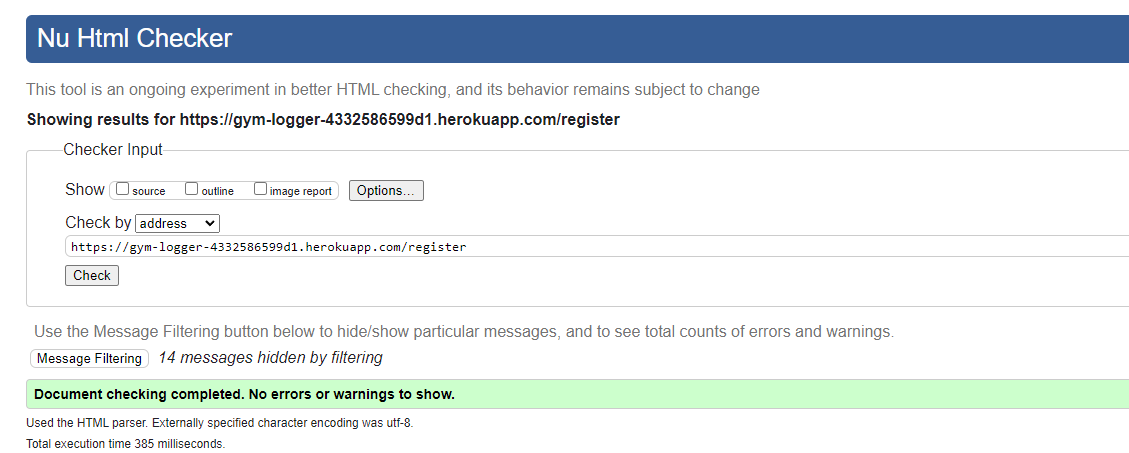 Nu Html Checker
This tool is an ongoing experiment in better HTML checking, and its behavior remains subject to change
Showing results for https://gym-logger-4332586599d1.herokuapp.com/register
Checker Input
Show source outline image report Options...
Check by address
https://gym-logger-4332586599d1.herokuapp.com/register
Check
Use the Message Filtering button below to hide/show particular messages, and to see total counts of errors and warnings.
Message Filtering 14 messages hidden by filtering
Document checking completed. No errors or warnings to show.
Used the HTML parser. Externally specified character encoding was utf-8.
Total execution time 385 milliseconds.